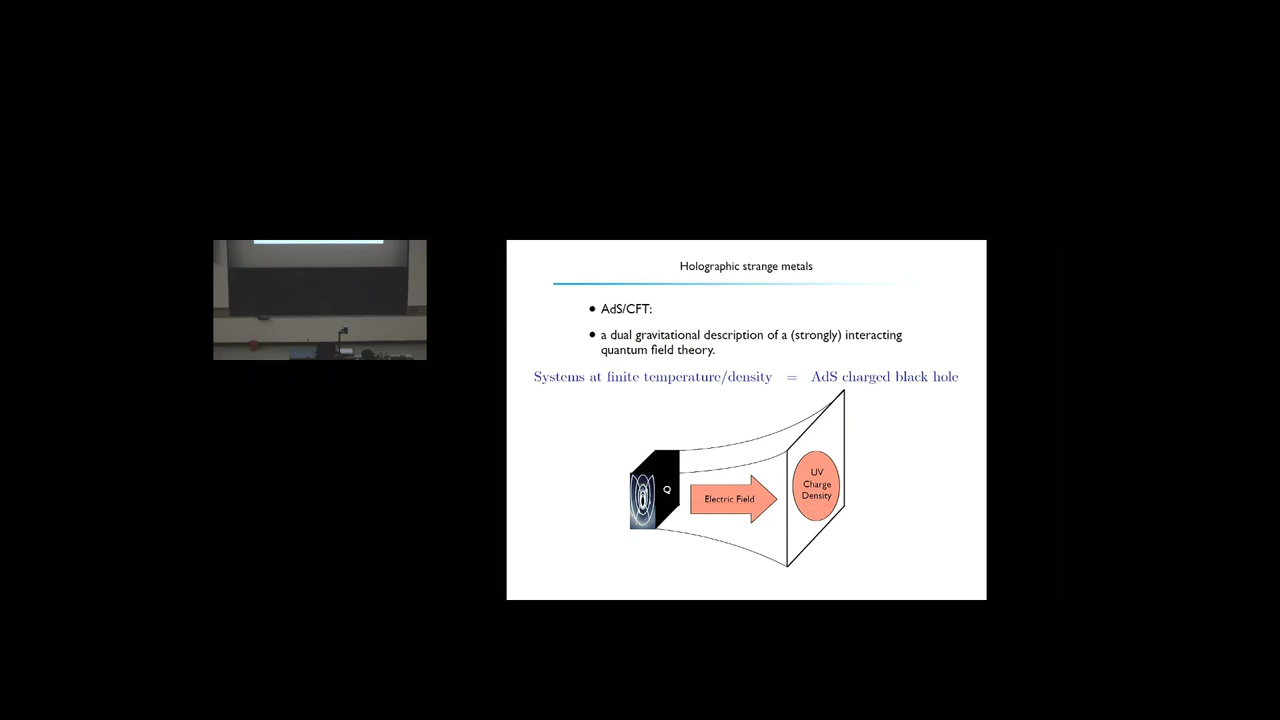 Holographic strange metals
• AdS/CFT:
• a dual gravitational description of a (strongly) interacting
quantum field theory.
Systems at finite temperature/density = AdS charged black hole
Q
Electric Field
UV
Charge
Density